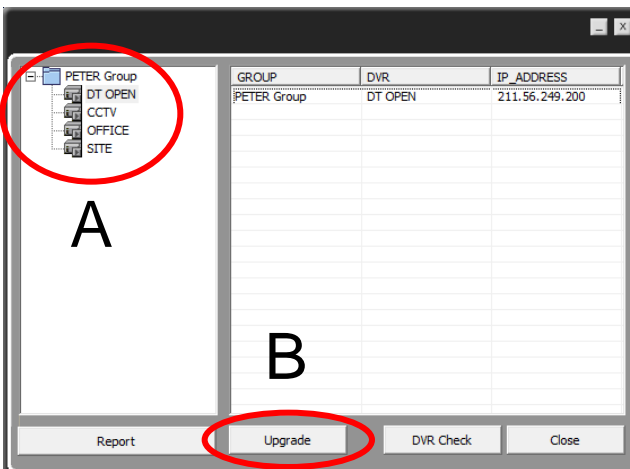 PETER Group
DT OPEN
CCTV
OFFICE
SITE
A
GROUP DVR IP_ADDRESS
PETER Group DT OPEN 211.56.249.200
B
Report Upgrade DVR Check Close